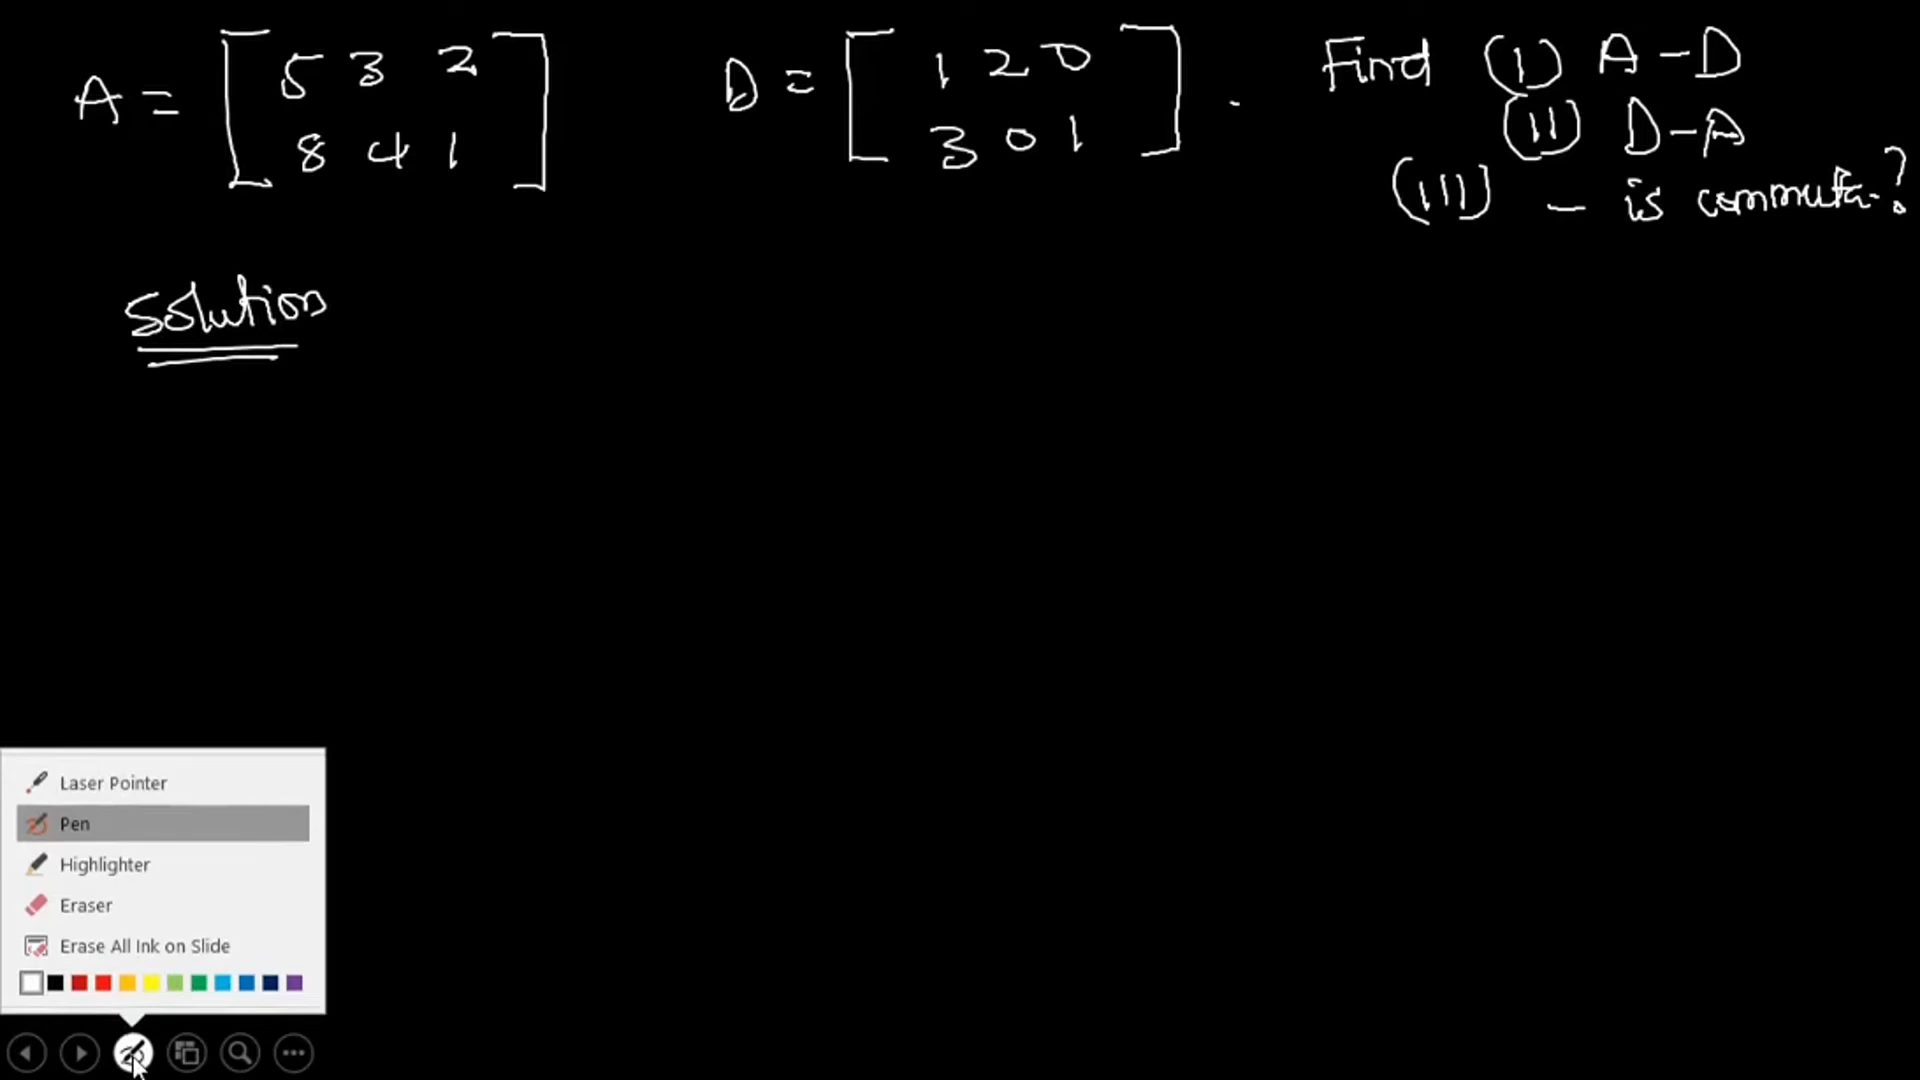 A = [ 5 3 2 D = [ 1 2 0 ] . Find (I) A - D
8 4 1 ] 3 0 1 (II) D - A
(III) - is commuta. ?
Solution
Laser Pointer
Pen
Highlighter
Eraser
Erase All Ink on Slide